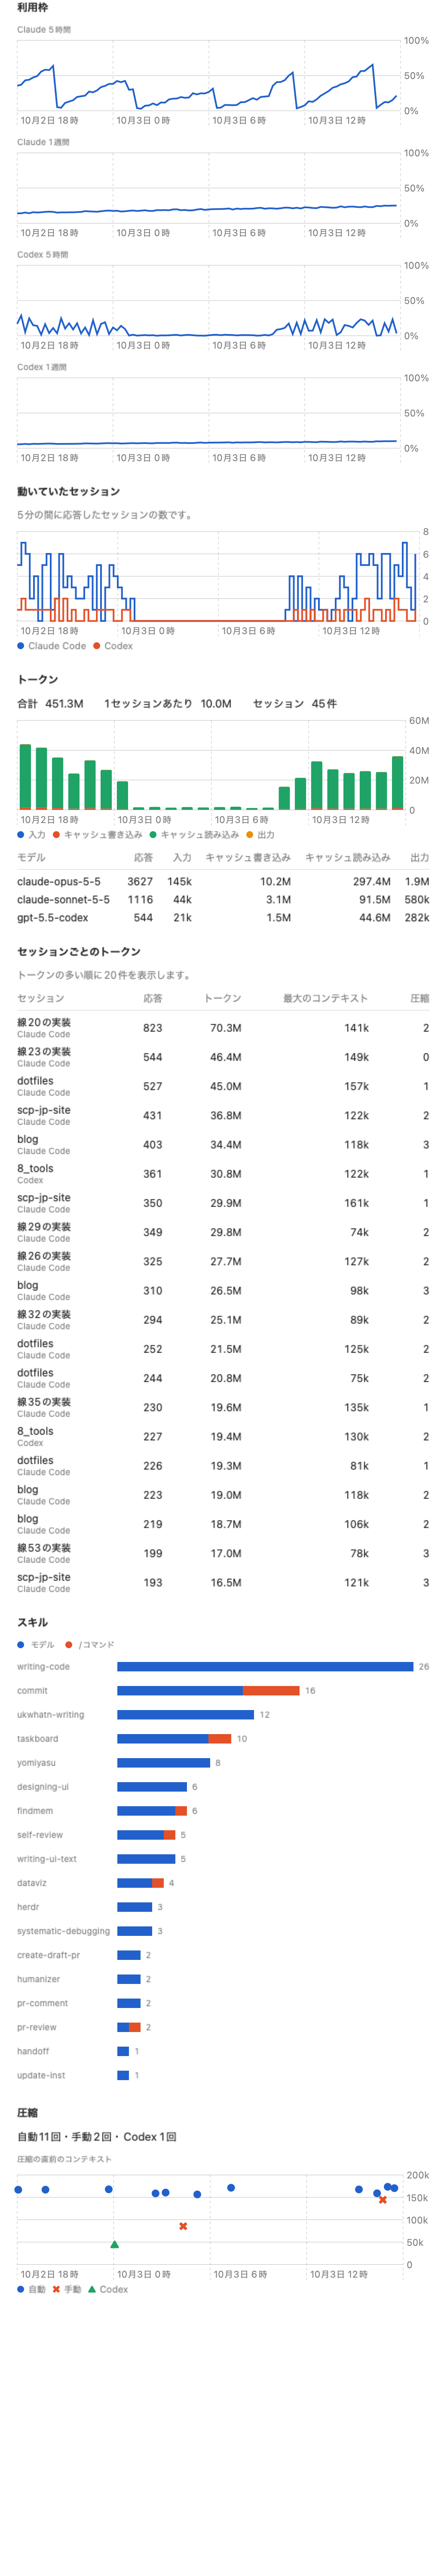 利用枠
Claude 5時間
100%
50%
0%
10月2日 18時 10月3日 0時 10月3日 6時 10月3日 12時
Claude 1週間
100%
50%
0%
10月2日 18時 10月3日 0時 10月3日 6時 10月3日 12時
Codex 5時間
100%
50%
0%
10月2日 18時 10月3日 0時 10月3日 6時 10月3日 12時
Codex 1週間
100%
50%
0%
10月2日 18時 10月3日 0時 10月3日 6時 10月3日 12時
動いていたセッション
5分の間に応答したセッションの数です。
8
6
4
2
0
10月2日 18時 10月3日 0時 10月3日 6時 10月3日 12時
Claude Code Codex
トークン
合計 451.3M 1セッションあたり 10.0M セッション 45件
60M
40M
20M
0
10月2日 18時 10月3日 0時 10月3日 6時 10月3日 12時
入力 キャッシュ書き込み キャッシュ読み込み 出力
モデル 応答 入力 キャッシュ書き込み キャッシュ読み込み 出力
claude-opus-5-5 3627 145k 10.2M 297.4M 1.9M
claude-sonnet-5-5 1116 44k 3.1M 91.5M 580k
gpt-5.5-codex 544 21k 1.5M 44.6M 282k
セッションごとのトークン
トークンの多い順に20件を表示します。
セッション 応答 トークン 最大のコンテキスト 圧縮
線20の実装 823 70.3M 141k 2
Claude Code
線23の実装 544 46.4M 149k 0
Claude Code
dotfiles 527 45.0M 157k 1
Claude Code
scp-jp-site 431 36.8M 122k 2
Claude Code
blog 403 34.4M 118k 3
Claude Code
8_tools 361 30.8M 122k 1
Codex
scp-jp-site 350 29.9M 161k 1
Claude Code
線29の実装 349 29.8M 74k 2
Claude Code
線26の実装 325 27.7M 127k 2
Claude Code
blog 310 26.5M 98k 3
Claude Code
線32の実装 294 25.1M 89k 2
Claude Code
dotfiles 252 21.5M 125k 2
Claude Code
dotfiles 244 20.8M 75k 2
Claude Code
線35の実装 230 19.6M 135k 1
Claude Code
8_tools 227 19.4M 130k 2
Codex
dotfiles 226 19.3M 81k 1
Claude Code
blog 223 19.0M 118k 2
Claude Code
blog 219 18.7M 106k 2
Claude Code
線53の実装 199 17.0M 78k 3
Claude Code
scp-jp-site 193 16.5M 121k 3
Claude Code
スキル
モデル /コマンド
writing-code 26
commit 16
ukwhatn-writing 12
taskboard 10
yomiyasu 8
designing-ui 6
findmem 6
self-review 5
writing-ui-text 5
dataviz 4
herdr 3
systematic-debugging 3
create-draft-pr 2
humanizer 2
pr-comment 2
pr-review 2
handoff 1
update-inst 1
圧縮
自動11回・手動2回・Codex 1回
圧縮の直前のコンテキスト
200k
150k
100k
50k
0
10月2日 18時 10月3日 0時 10月3日 6時 10月3日 12時
自動 手動 Codex